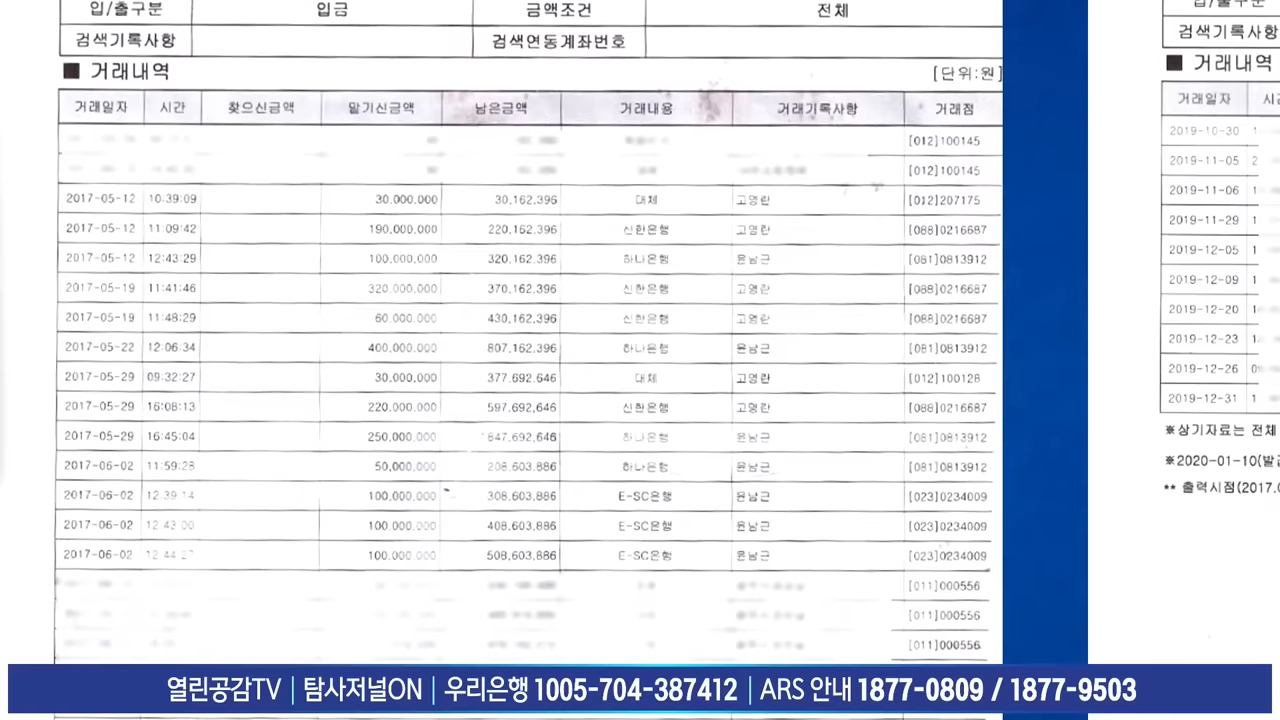 입/출구분 입금 금액조건 전체
검색기록사항 검색연동계좌번호
■ 거래내역 [단위:원]
거래일자 시간 찾으신금액 맡기신금액 남은금액 거래내용 거래기록사항 거래점
[012]100145
[012]100145
2017-05-12 10:39:09 30,000,000 30,162,396 대체 고영란 [012]207175
2017-05-12 11:09:42 190,000,000 220,162,396 신한은행 고영란 [088]0216687
2017-05-12 12:43:29 100,000,000 320,162,396 하나은행 윤남근 [081]0813912
2017-05-19 11:41:46 320,000,000 370,162,396 신한은행 고영란 [088]0216687
2017-05-19 11:48:29 60,000,000 430,162,396 신한은행 고영란 [088]0216687
2017-05-22 12:06:34 400,000,000 807,162,396 하나은행 윤남근 [081]0813912
2017-05-29 09:32:27 30,000,000 377,692,646 대체 고영란 [012]100128
2017-05-29 16:08:13 220,000,000 597,692,646 신한은행 고영란 [088]0216687
2017-05-29 16:45:04 250,000,000 847,692,646 하나은행 윤남근 [081]0813912
2017-06-02 11:59:28 50,000,000 208,603,886 하나은행 윤남근 [081]0813912
2017-06-02 12:39:14 100,000,000 308,603,886 E-SC은행 윤남근 [023]0234009
2017-06-02 12:43:00 100,000,000 408,603,886 E-SC은행 윤남근 [023]0234009
2017-06-02 100,000,000 508,603,886 E-SC은행 윤남근 [023]0234009
[011]000556
[011]000556
[011]000556
검색기록사항
■ 거래내역
거래일자
2019-10-30
2019-11-05
2019-11-06
2019-11-29
2019-12-05
2019-12-09
2019-12-20
2019-12-23
2019-12-26
2019-12-31
※상기자료는 전체
※2020-01-10(발급
** 출력시점(2017.0
열린공감TV | 탐사저널ON | 우리은행 1005-704-387412 | ARS 안내 1877-0809 / 1877-9503